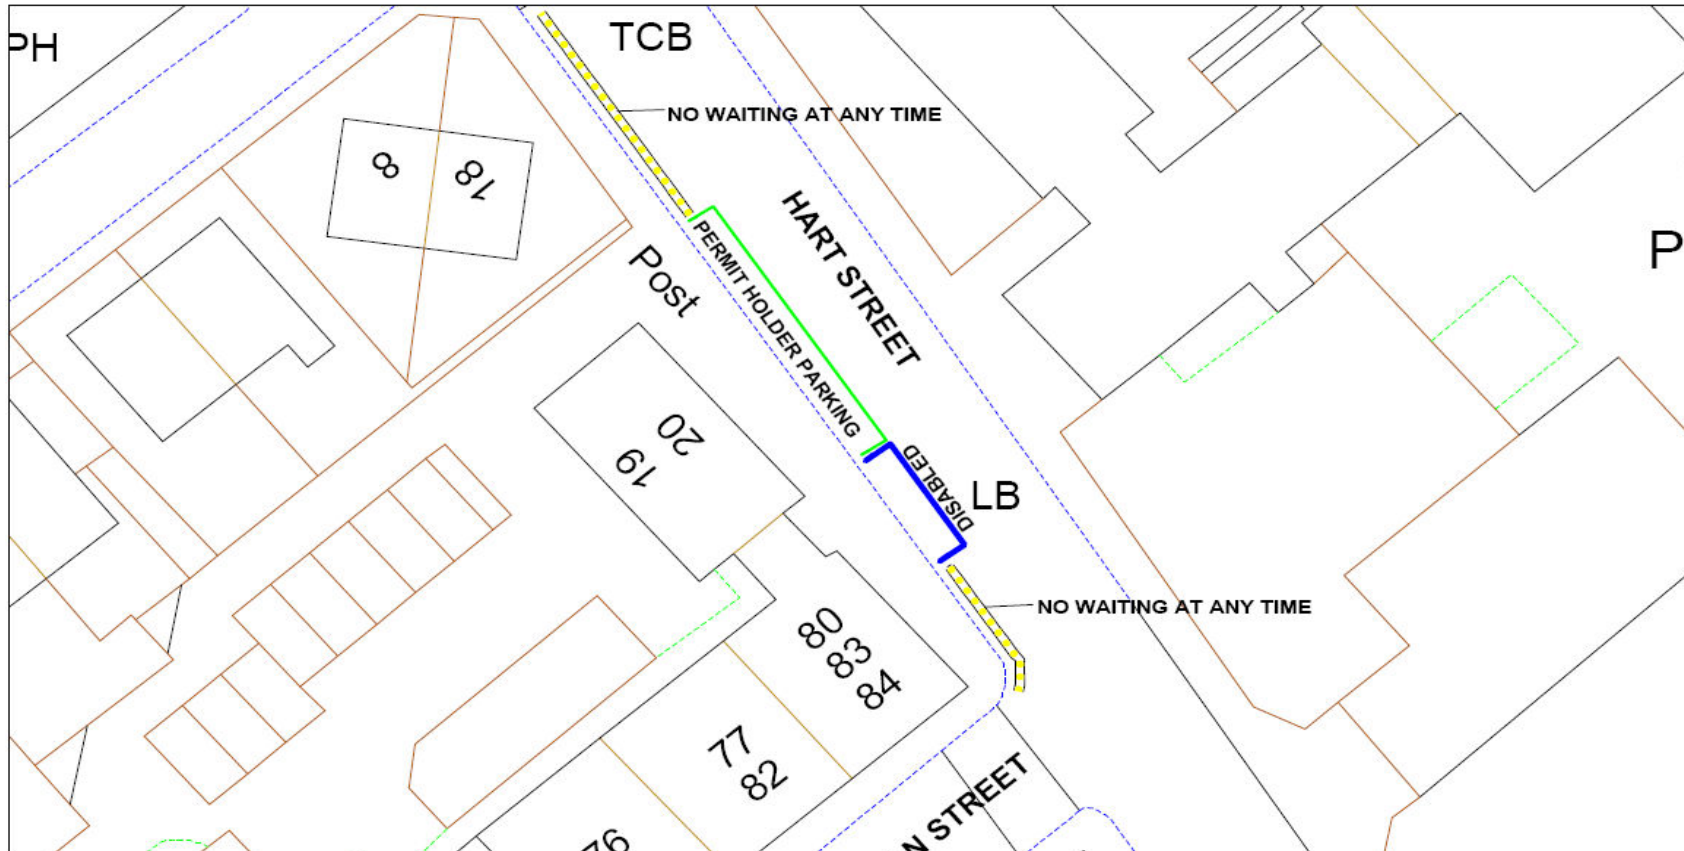 PH
TCB
NO WAITING AT ANY TIME
8
18
HART STREET
PERMIT HOLDER PARKING
Post
20
19
DISABLED
LB
NO WAITING AT ANY TIME
80
83
84
77
82
76
N STREET
P